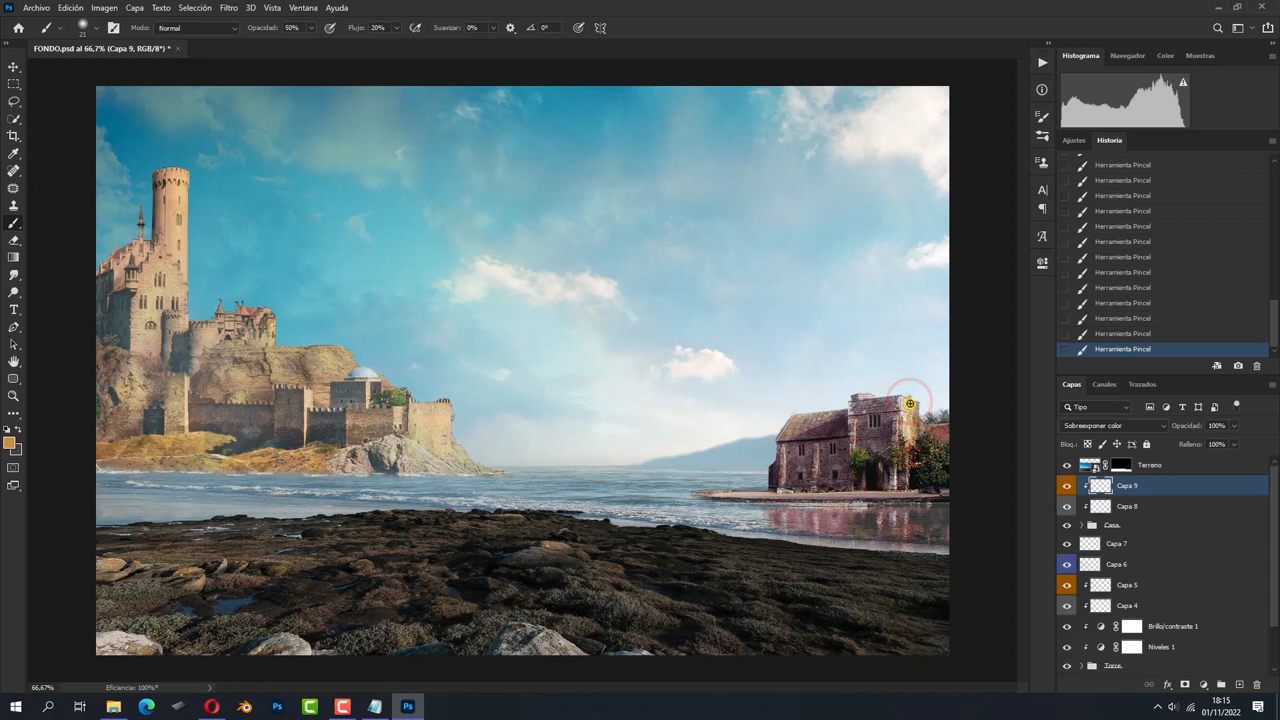 Archivo Edición Imagen Capa Texto Selección Filtro 3D Vista Ventana Ayuda
21 Modo: Normal Opacidad: 50% Flujo: 20% Suavizar: 0% 0°
FONDO.psd al 66,7% (Capa 9, RGB/8*) *
Histograma Navegador Color Muestras
Ajustes Historia
Herramienta Pincel
Herramienta Pincel
Herramienta Pincel
Herramienta Pincel
Herramienta Pincel
Herramienta Pincel
Herramienta Pincel
Herramienta Pincel
Herramienta Pincel
Herramienta Pincel
Herramienta Pincel
Herramienta Pincel
Herramienta Pincel
Capas Canales Trazados
Tipo
Sobreexponer color Opacidad: 100%
Bloq.: Relleno: 100%
Terreno
Capa 9
Capa 8
Casa
Capa 7
Capa 6
Capa 5
Capa 4
Brillo/contraste 1
Niveles 1
Torre
66,67% Eficiencia: 100%*
18:15
01/11/2022